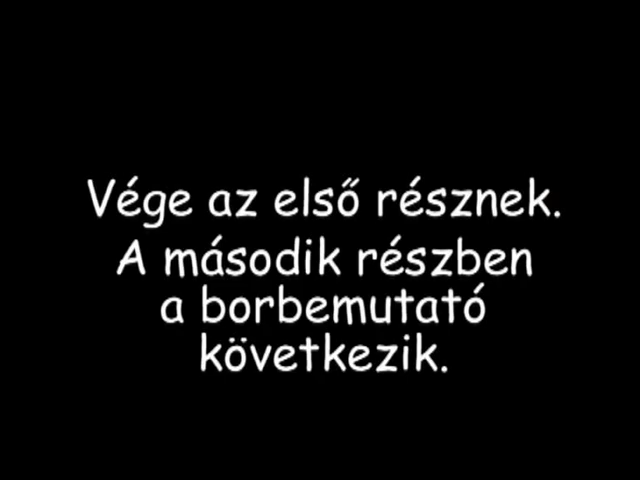 Vége az első résznek.
A második részben
a borbemutató
következik.